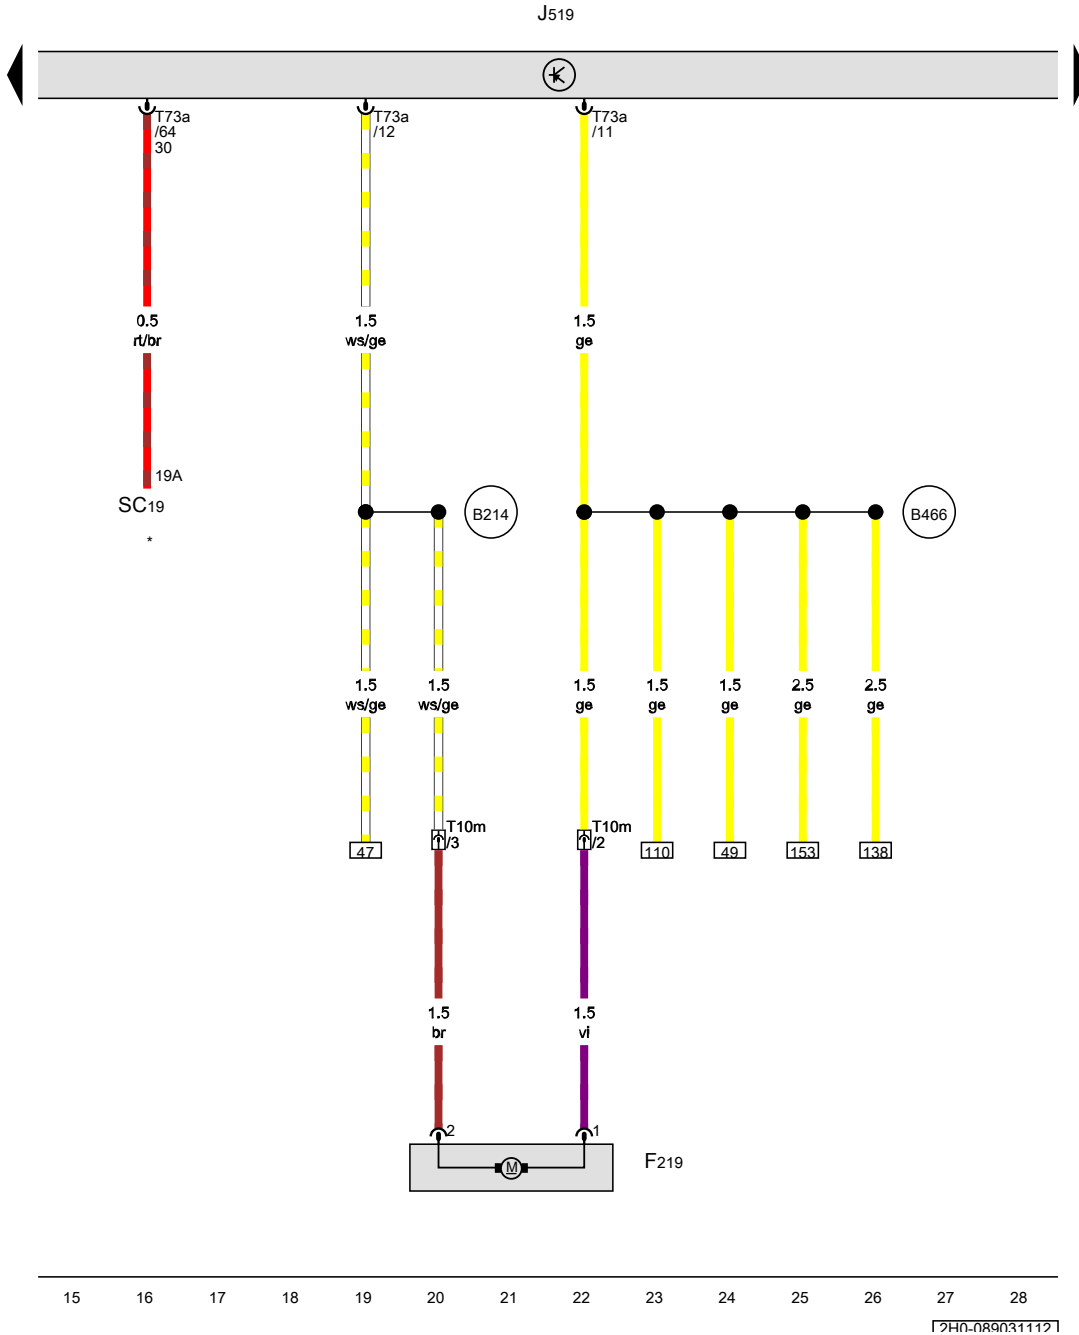 J519
T73a
/64
30
T73a
/12
T73a
/11
0.5
rt/br
1.5
ws/ge
1.5
ge
19A
SC19
*
B214
B466
1.5
ws/ge
1.5
ws/ge
1.5
ge
1.5
ge
1.5
ge
2.5
ge
2.5
ge
T10m
/3
T10m
/2
47
110
49
153
138
1.5
br
1.5
vi
2
1
M
F219
15 16 17 18 19 20 21 22 23 24 25 26 27 28
2H0-089031112